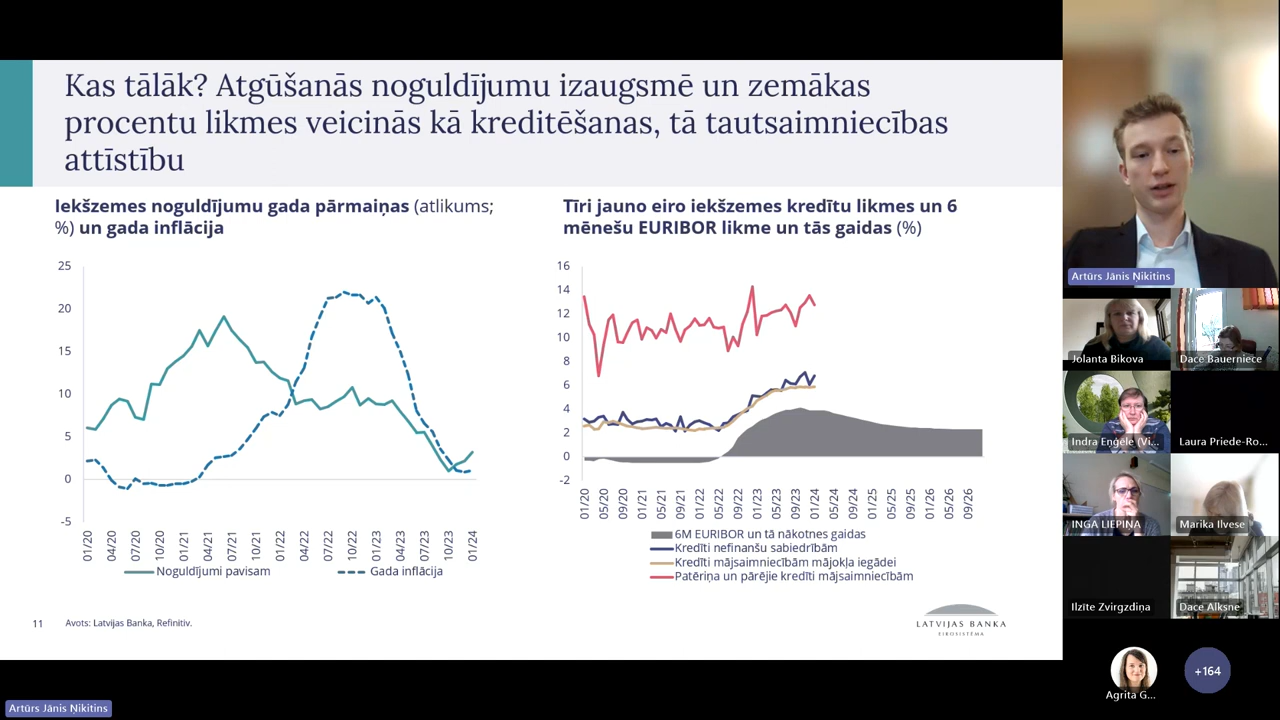 Kas tālāk? Atgūšanās noguldījumu izaugsmē un zemākas
procentu likmes veicinās kā kreditēšanas, tā tautsaimniecības
attīstību
Iekšzemes noguldījumu gada pārmaiņas (atlikums;
%) un gada inflācija
25
20
15
10
5
0
-5
01/20
04/20
07/20
10/20
01/21
04/21
07/21
10/21
01/22
04/22
07/22
10/22
01/23
04/23
07/23
10/23
01/24
Noguldījumi pavisam
Gada inflācija
Tīri jauno eiro iekšzemes kredītu likmes un 6
mēnešu EURIBOR likme un tās gaidas (%)
16
14
12
10
8
6
4
2
0
-2
01/20
05/20
09/20
01/21
05/21
09/21
01/22
05/22
09/22
01/23
05/23
09/23
01/24
05/24
09/24
01/25
05/25
09/25
01/26
05/26
09/26
6M EURIBOR un tā nākotnes gaidas
Kredīti nefinanšu sabiedrībām
Kredīti mājsaimniecībām mājokļa iegādei
Patēriņa un pārējie kredīti mājsaimniecībām
11
Avots: Latvijas Banka, Refinitiv.
LATVIJAS BANKA
EIROSISTĒMA
Artūrs Jānis Ņikitins
Jolanta Bikova
Dace Bauerniece
Indra Eņģele (Vi...
Laura Priede-Ro...
INGA LIEPINA
Marika Ilvese
Ilzīte Zvirgzdiņa
Dace Alksne
Agrita G...
+164
Artūrs Jānis Ņikitins